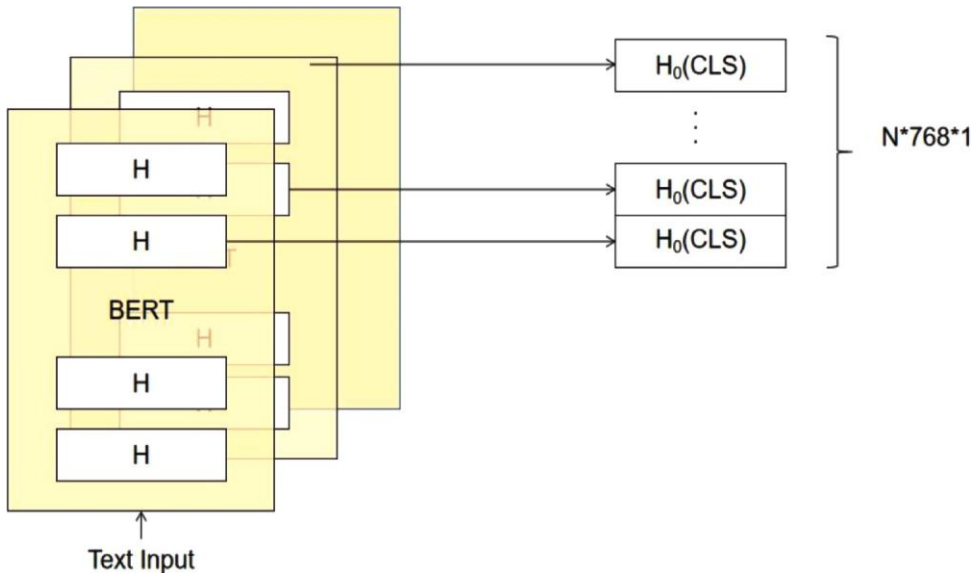 H₀(CLS)
H
H
H₀(CLS)
N*768*1
H
H₀(CLS)
BERT
H
H
H
Text Input